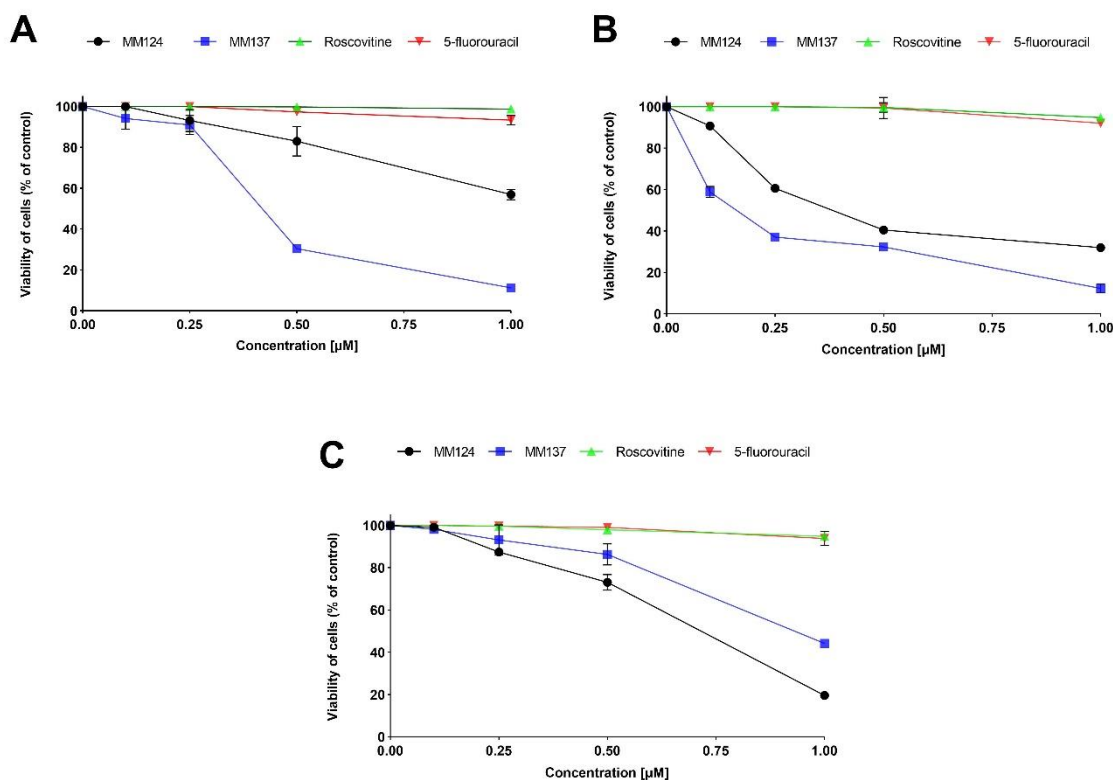 A
MM124 MM137 Roscovitine 5-fluorouracil
Viability of cells (% of control)
100
80
60
40
20
0
0.00 0.25 0.50 0.75 1.00
Concentration [µM]
B
MM124 MM137 Roscovitine 5-fluorouracil
Viability of cells (% of control)
100
80
60
40
20
0
0.00 0.25 0.50 0.75 1.00
Concentration [µM]
C
MM124 MM137 Roscovitine 5-fluorouracil
Viability of cells (% of control)
100
80
60
40
20
0
0.00 0.25 0.50 0.75 1.00
Concentration [µM]